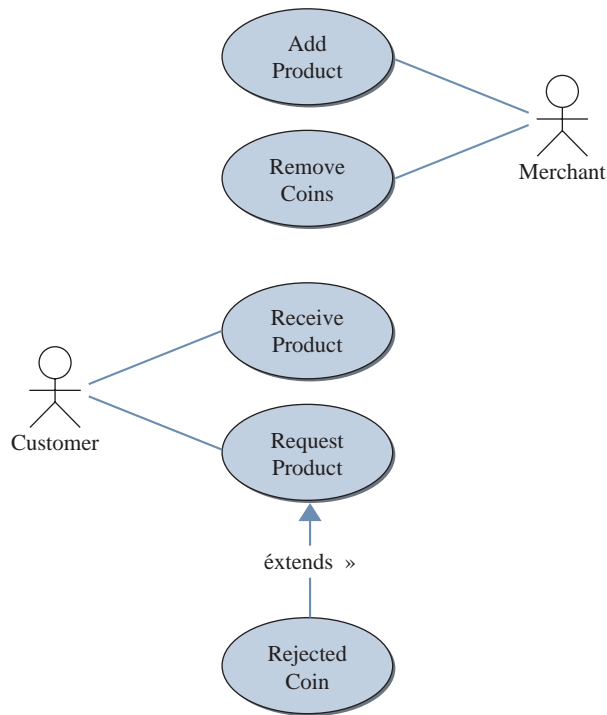 Add
Product
Merchant
Remove
Coins
Receive
Product
Customer
Request
Product
éxtends »
Rejected
Coin